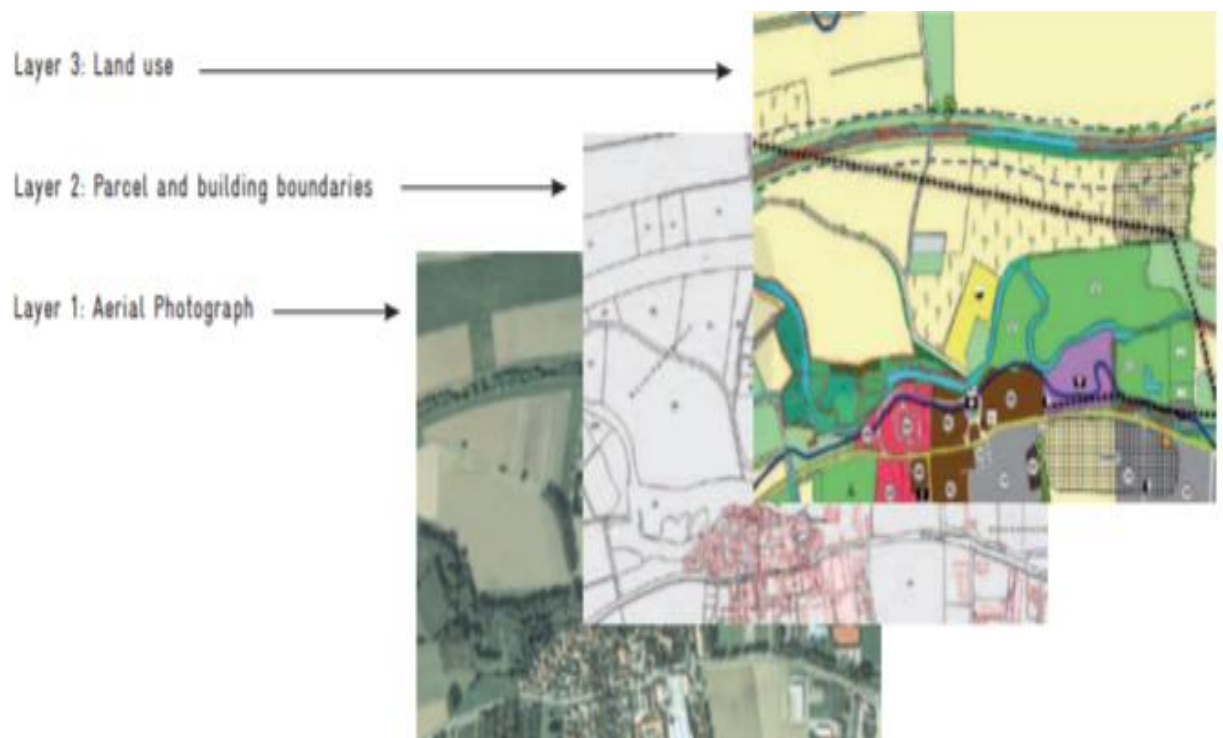 Layer 3: Land use
Layer 2: Parcel and building boundaries
Layer 1: Aerial Photograph